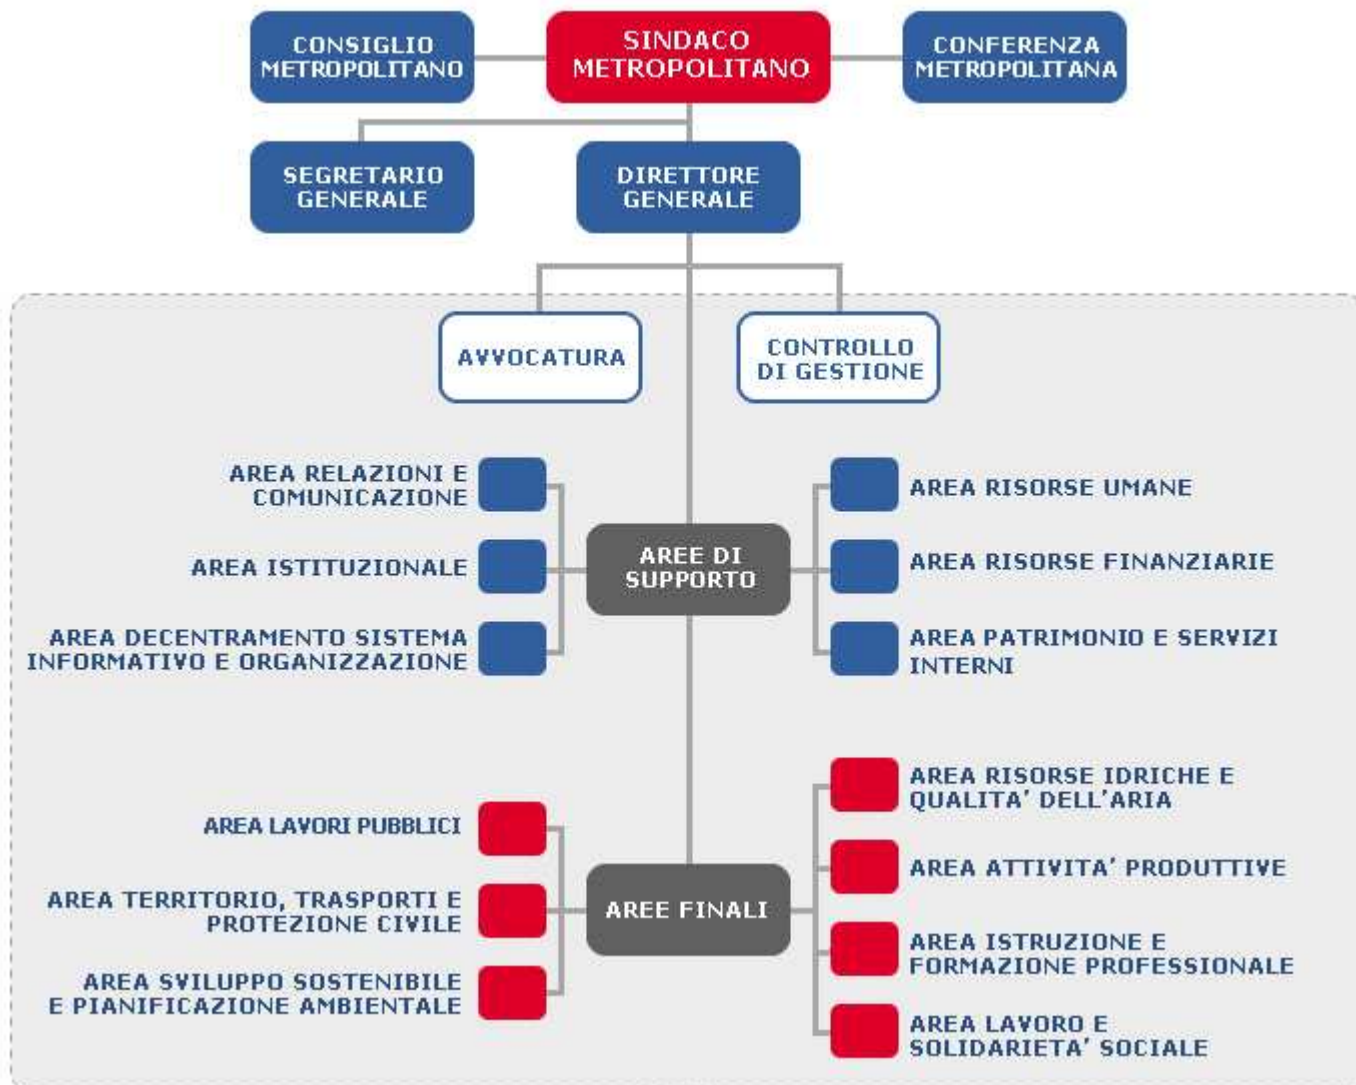 CONSIGLIO
METROPOLITANO
SINDACO
METROPOLITANO
CONFERENZA
METROPOLITANA
SEGRETARIO
GENERALE
DIRETTORE
GENERALE
AVVOCATURA
CONTROLLO
DI GESTIONE
AREA RELAZIONI E
COMUNICAZIONE
AREA ISTITUZIONALE
AREA DECENTRAMENTO SISTEMA
INFORMATIVO E ORGANIZZAZIONE
AREE DI
SUPPORTO
AREA RISORSE UMANE
AREA RISORSE FINANZIARIE
AREA PATRIMONIO E SERVIZI
INTERNI
AREA LAVORI PUBBLICI
AREA TERRITORIO, TRASPORTI E
PROTEZIONE CIVILE
AREA SVILUPPO SOSTENIBILE
E PIANIFICAZIONE AMBIENTALE
AREE FINALI
AREA RISORSE IDRICHE E
QUALITA' DELL'ARIA
AREA ATTIVITA' PRODUTTIVE
AREA ISTRUZIONE E
FORMAZIONE PROFESSIONALE
AREA LAVORO E
SOLIDARIETA' SOCIALE